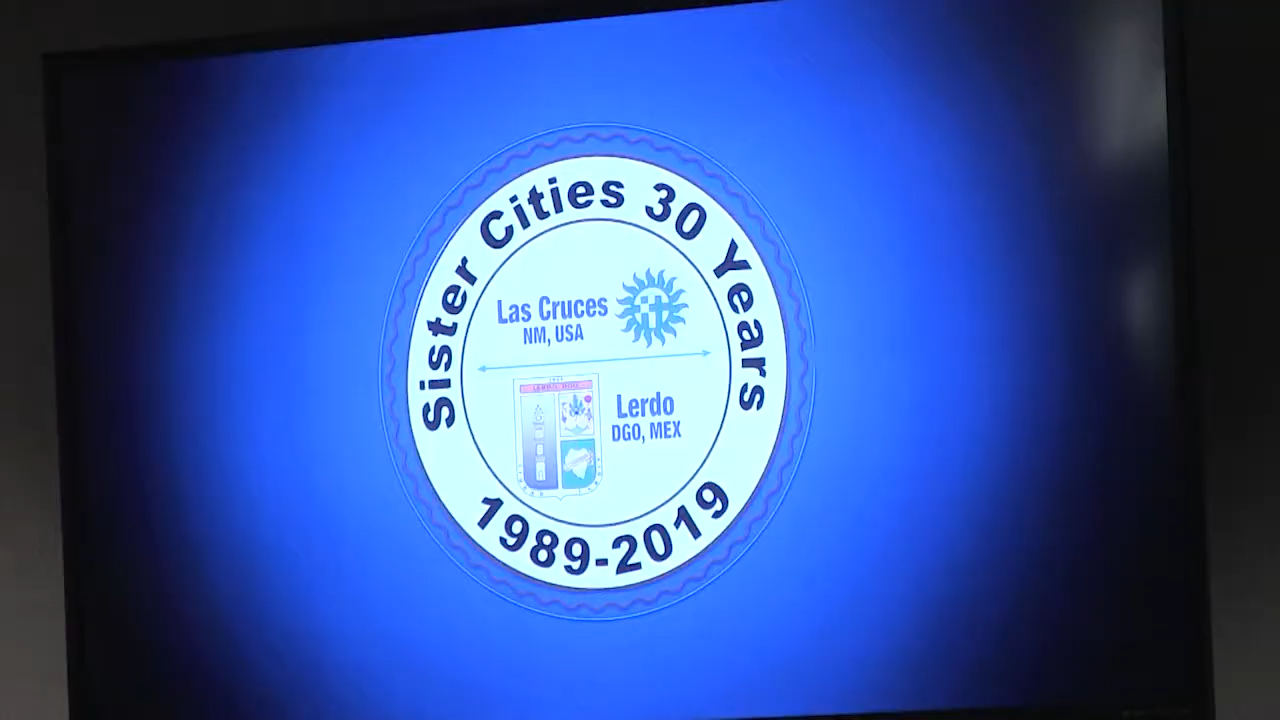 Sister Cities 30 Years
Las Cruces
NM, USA
Lerdo
DGO, MEX
1989-2019